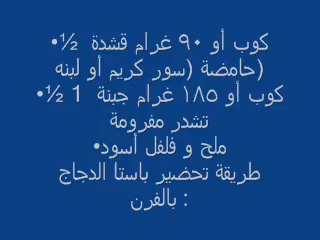 •½ كوب أو ٩٠ غرام قشدة
حامضة (سور كريم أو لبنه)
•1 ½ كوب أو ١٨٥ غرام جبنة
تشدر مفرومة
•ملح و فلفل أسود
طريقة تحضير باستا الدجاج
بالفرن :